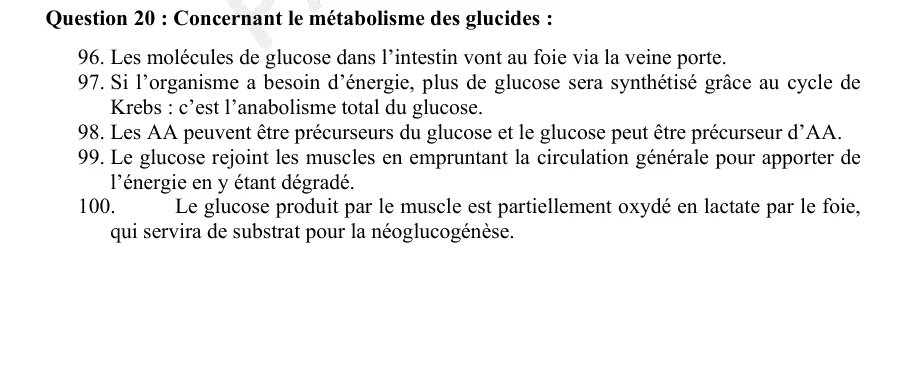 Question 20 : Concernant le métabolisme des glucides :
96. Les molécules de glucose dans l'intestin vont au foie via la veine porte.
97. Si l'organisme a besoin d'énergie, plus de glucose sera synthétisé grâce au cycle de
Krebs : c'est l'anabolisme total du glucose.
98. Les AA peuvent être précurseurs du glucose et le glucose peut être précurseur d'AA.
99. Le glucose rejoint les muscles en empruntant la circulation générale pour apporter de
l'énergie en y étant dégradé.
100. Le glucose produit par le muscle est partiellement oxydé en lactate par le foie,
qui servira de substrat pour la néoglucogénèse.